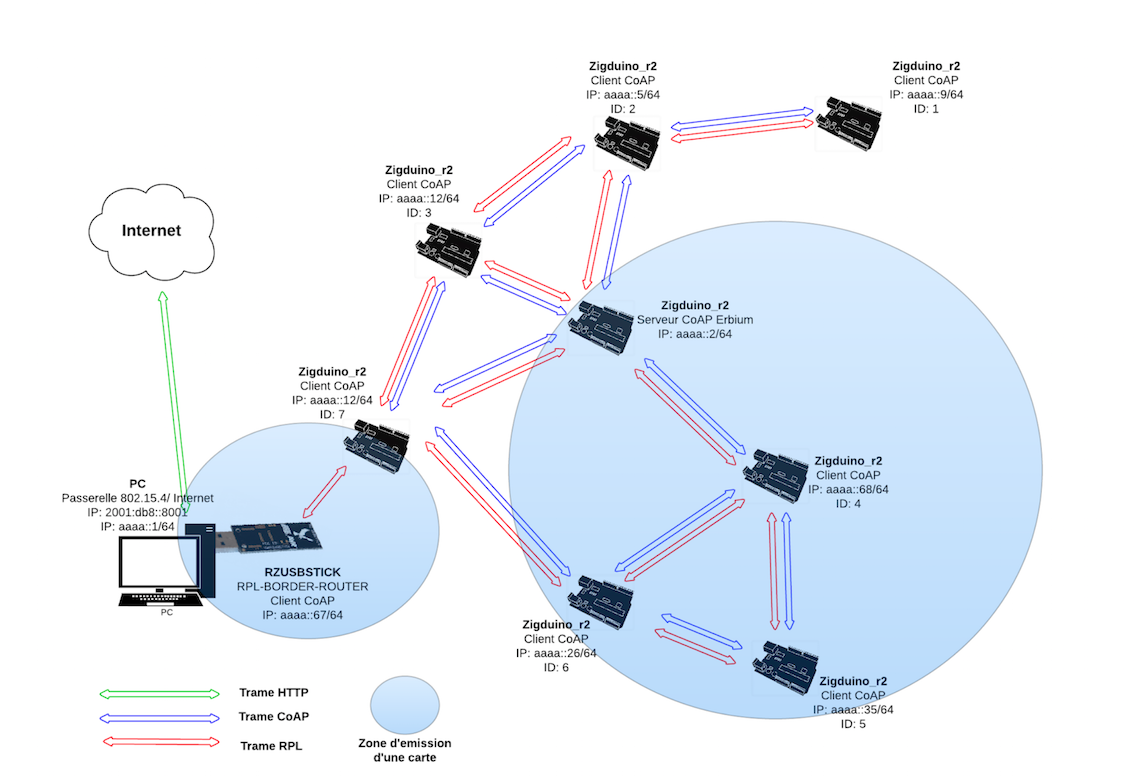 Zigduino_r2
Client CoAP
IP: aaaa::5/64
ID: 2
Zigduino_r2
Client CoAP
IP: aaaa::9/64
ID: 1
Zigduino_r2
Client CoAP
IP: aaaa::12/64
ID: 3
Internet
Zigduino_r2
Serveur CoAP Erbium
IP: aaaa::2/64
Zigduino_r2
Client CoAP
IP: aaaa::12/64
ID: 7
Zigduino_r2
Client CoAP
IP: aaaa::68/64
ID: 4
PC
Passerelle 802.15.4/ Internet
IP: 2001:db8::8001
IP: aaaa::1/64
PC
RZUSBSTICK
RPL-BORDER-ROUTER
Client CoAP
IP: aaaa::67/64
Zigduino_r2
Client CoAP
IP: aaaa::26/64
ID: 6
Zigduino_r2
Client CoAP
IP: aaaa::35/64
ID: 5
Trame HTTP
Trame CoAP
Trame RPL
Zone d'emission
d'une carte